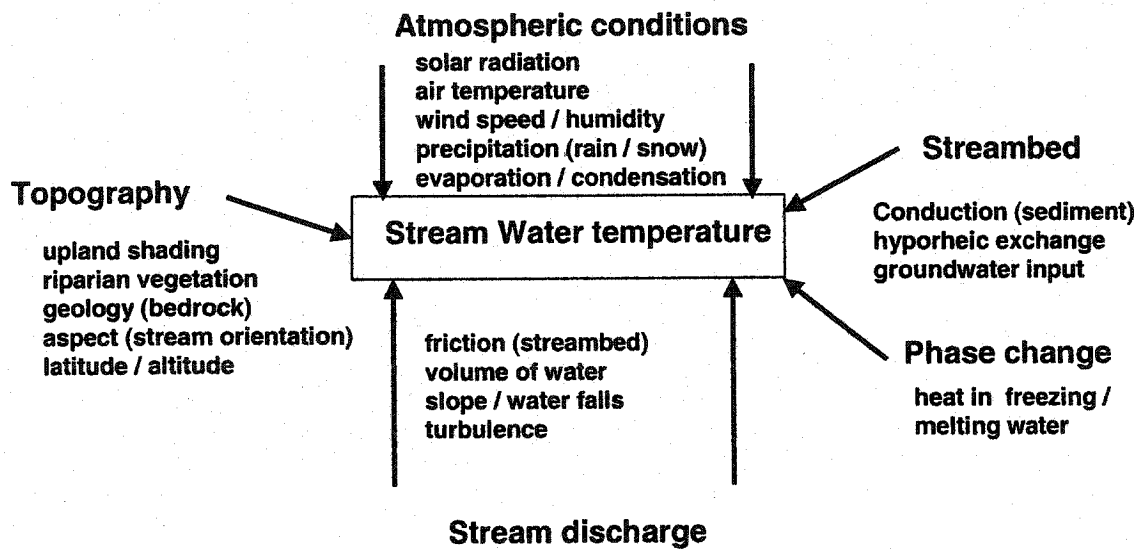 Atmospheric conditions
solar radiation
air temperature
wind speed / humidity
precipitation (rain / snow)
evaporation / condensation
Topography
upland shading
riparian vegetation
geology (bedrock)
aspect (stream orientation)
latitude / altitude
Stream Water temperature
Streambed
Conduction (sediment)
hyporheic exchange
groundwater input
friction (streambed)
volume of water
slope / water falls
turbulence
Phase change
heat in freezing /
melting water
Stream discharge